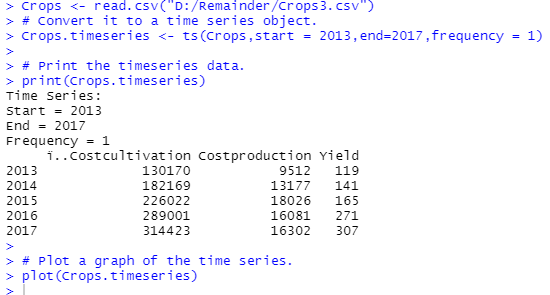 > Crops <- read.csv("D:/Remainder/Crops3.csv")
> # Convert it to a time series object.
> Crops.timeseries <- ts(Crops,start = 2013,end=2017,frequency = 1)
>
> # Print the timeseries data.
> print(Crops.timeseries)
Time Series:
Start = 2013
End = 2017
Frequency = 1
ï..Costcultivation Costproduction Yield
2013 130170 9512 119
2014 182169 13177 141
2015 226022 18026 165
2016 289001 16081 271
2017 314423 16302 307
>
> # Plot a graph of the time series.
> plot(Crops.timeseries)
>